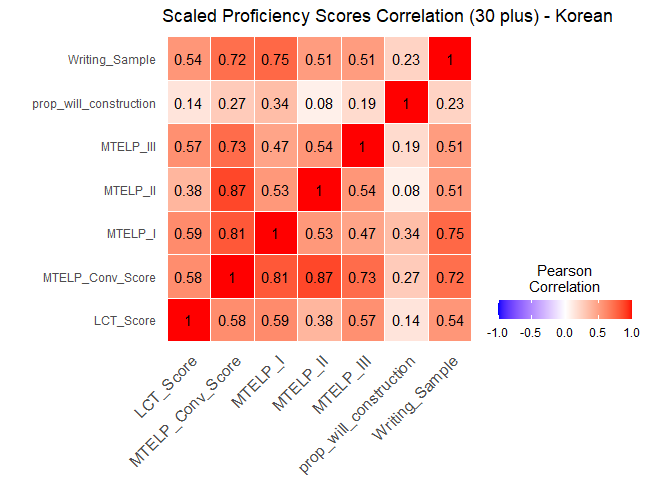 Scaled Proficiency Scores Correlation (30 plus) - Korean
Writing_Sample 0.54 0.72 0.75 0.51 0.51 0.23 1
prop_will_construction 0.14 0.27 0.34 0.08 0.19 1 0.23
MTELP_III 0.57 0.73 0.47 0.54 1 0.19 0.51
MTELP_II 0.38 0.87 0.53 1 0.54 0.08 0.51
MTELP_I 0.59 0.81 1 0.53 0.47 0.34 0.75
MTELP_Conv_Score 0.58 1 0.81 0.87 0.73 0.27 0.72
LCT_Score 1 0.58 0.59 0.38 0.57 0.14 0.54
LCT_Score
MTELP_Conv_Score
MTELP_I
MTELP_II
MTELP_III
prop_will_construction
Writing_Sample
Pearson
Correlation
-1.0 -0.5 0.0 0.5 1.0